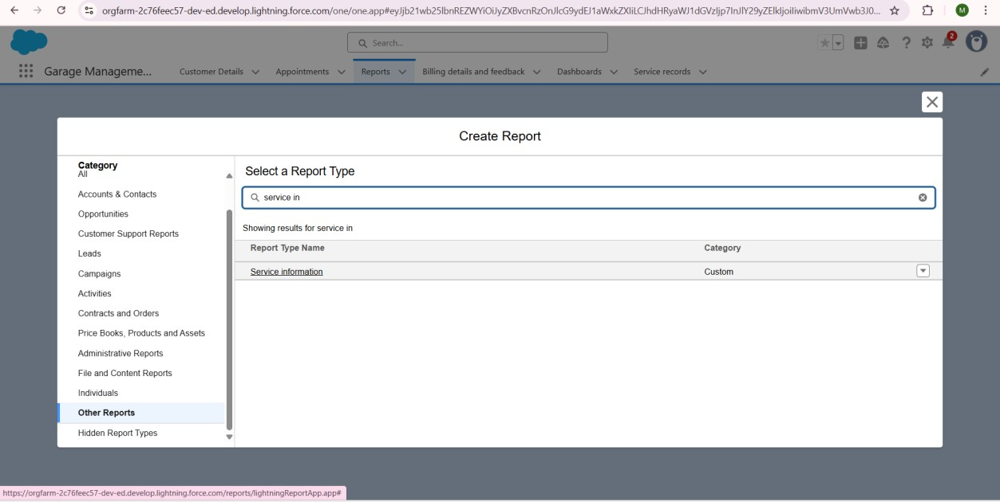 orgfarm-2c76feec57-dev-ed.develop.lightning.force.com/one/one.app#eyJjb21wb25lbnREZWYiOiJyZXBvcnRzOnJlcG9ydEJ1aWxkZXIiLCJhdHRyaWJ1dGVzIjp7InJlY29yZElkIjoiIiwibmV3UmVwb3J0...
M
Search...
2
Garage Manageme...
Customer Details
Appointments
Reports
Billing details and feedback
Dashboards
Service records
Create Report
Category
All
Accounts & Contacts
Opportunities
Customer Support Reports
Leads
Campaigns
Activities
Contracts and Orders
Price Books, Products and Assets
Administrative Reports
File and Content Reports
Individuals
Other Reports
Hidden Report Types
Select a Report Type
service in
Showing results for service in
Report Type Name Category
Service information Custom
https://orgfarm-2c76feec57-dev-ed.develop.lightning.force.com/reports/lightningReportApp.app#